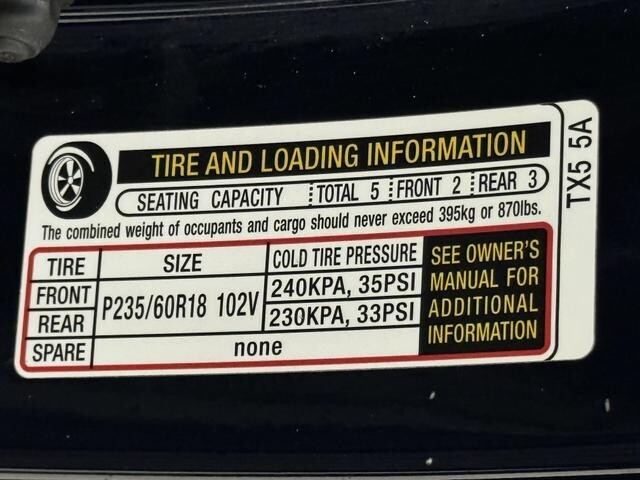 TIRE AND LOADING INFORMATION
SEATING CAPACITY TOTAL 5 FRONT 2 REAR 3
The combined weight of occupants and cargo should never exceed 395kg or 870lbs.
TIRE SIZE COLD TIRE PRESSURE
FRONT P235/60R18 102V 240KPA, 35PSI
REAR 230KPA, 33PSI
SPARE none
SEE OWNER'S
MANUAL FOR
ADDITIONAL
INFORMATION
TX5 5A